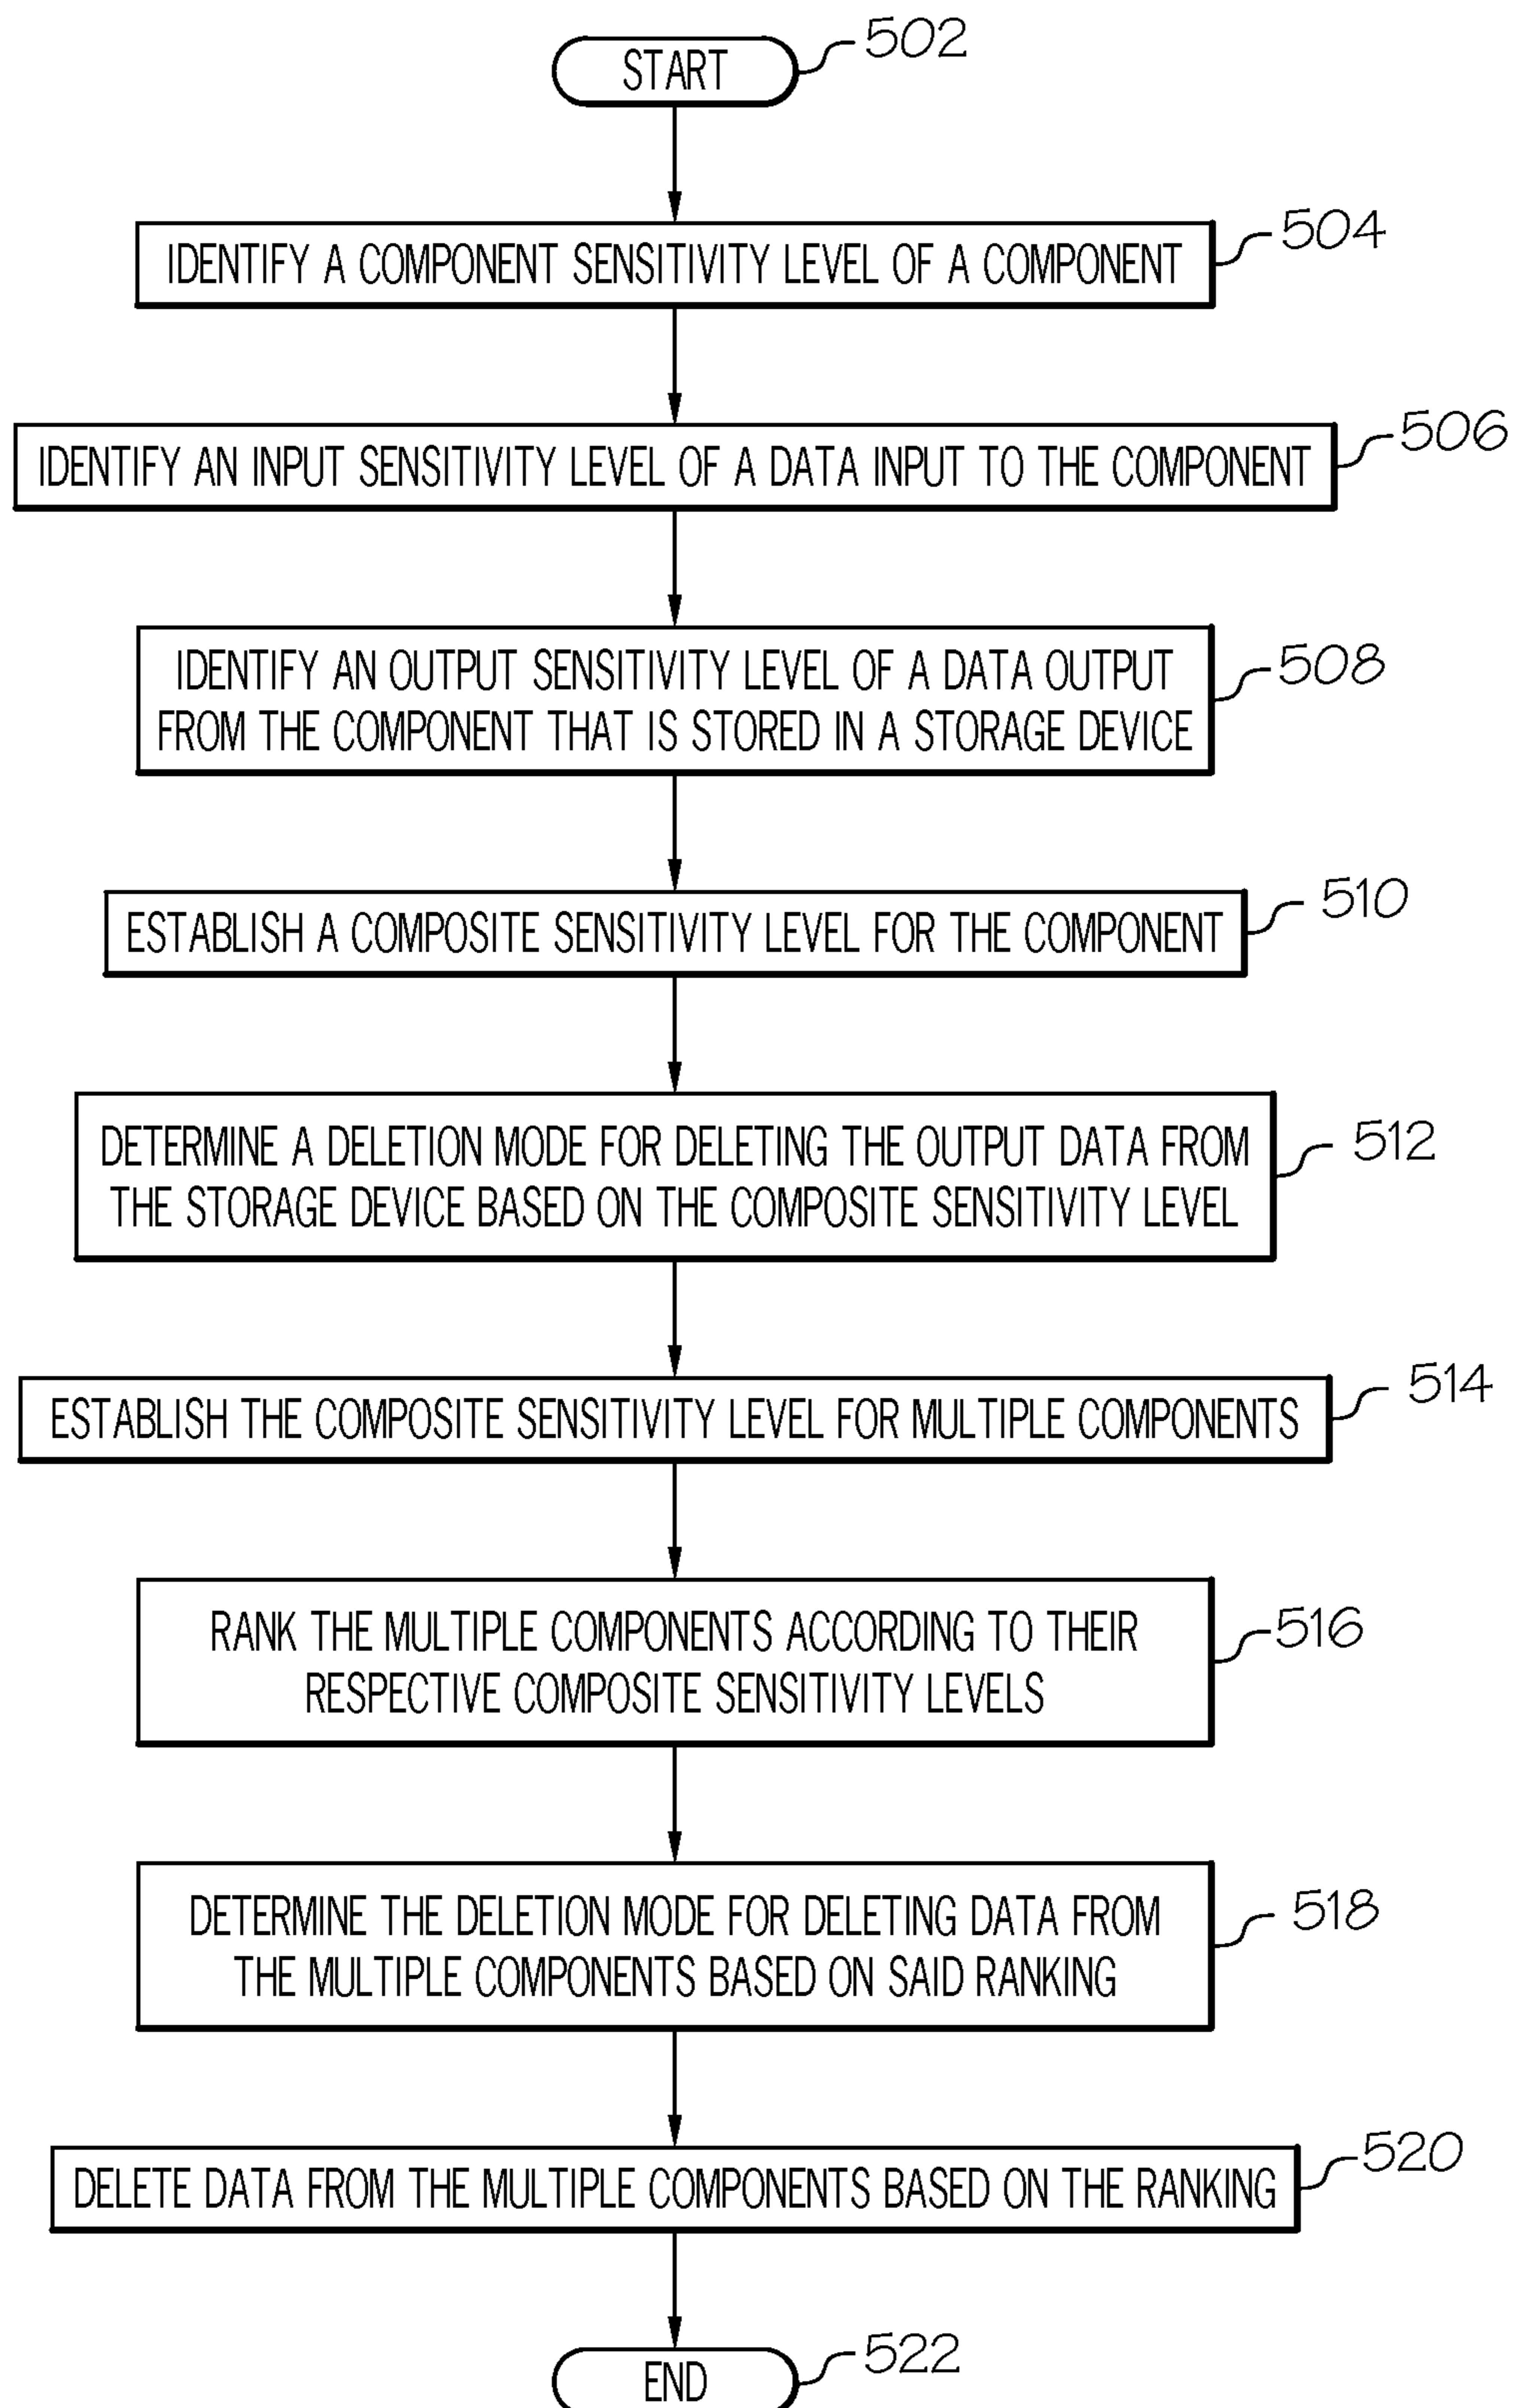 START
502
IDENTIFY A COMPONENT SENSITIVITY LEVEL OF A COMPONENT
504
IDENTIFY AN INPUT SENSITIVITY LEVEL OF A DATA INPUT TO THE COMPONENT
506
IDENTIFY AN OUTPUT SENSITIVITY LEVEL OF A DATA OUTPUT
FROM THE COMPONENT THAT IS STORED IN A STORAGE DEVICE
508
ESTABLISH A COMPOSITE SENSITIVITY LEVEL FOR THE COMPONENT
510
DETERMINE A DELETION MODE FOR DELETING THE OUTPUT DATA FROM
THE STORAGE DEVICE BASED ON THE COMPOSITE SENSITIVITY LEVEL
512
ESTABLISH THE COMPOSITE SENSITIVITY LEVEL FOR MULTIPLE COMPONENTS
514
RANK THE MULTIPLE COMPONENTS ACCORDING TO THEIR
RESPECTIVE COMPOSITE SENSITIVITY LEVELS
516
DETERMINE THE DELETION MODE FOR DELETING DATA FROM
THE MULTIPLE COMPONENTS BASED ON SAID RANKING
518
DELETE DATA FROM THE MULTIPLE COMPONENTS BASED ON THE RANKING
520
END
522